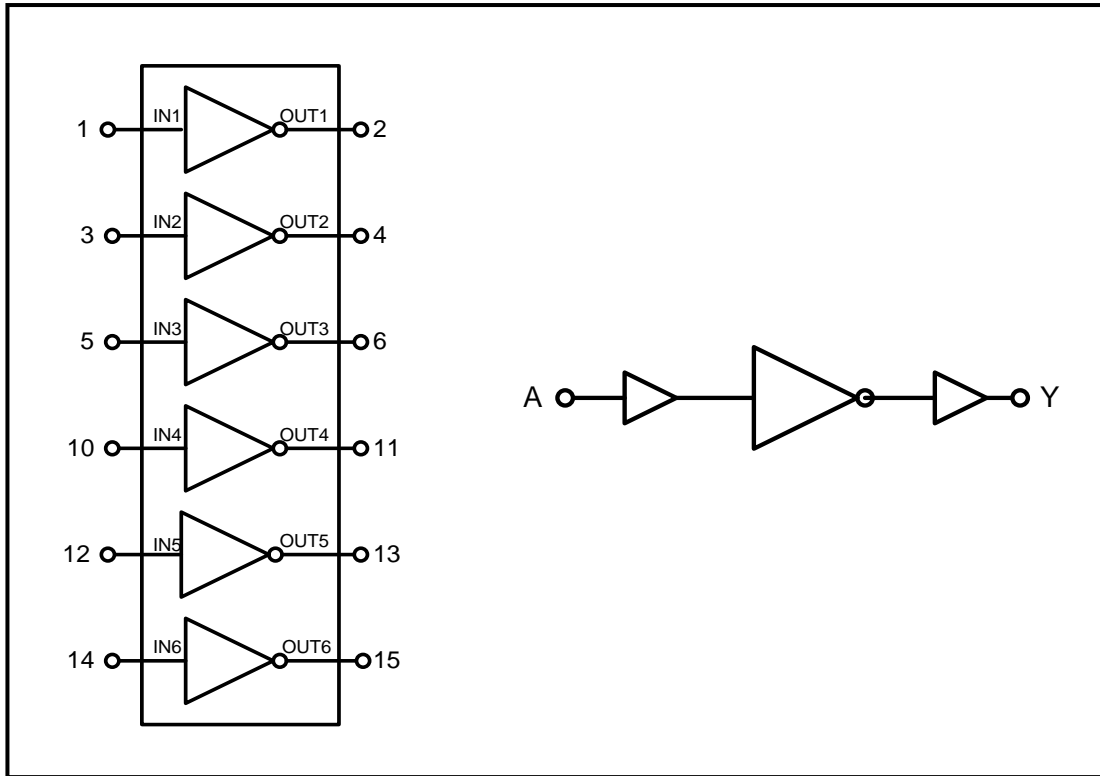 1 IN1 OUT1 2
3 IN2 OUT2 4
5 IN3 OUT3 6
10 IN4 OUT4 11
12 IN5 OUT5 13
14 IN6 OUT6 15
A Y